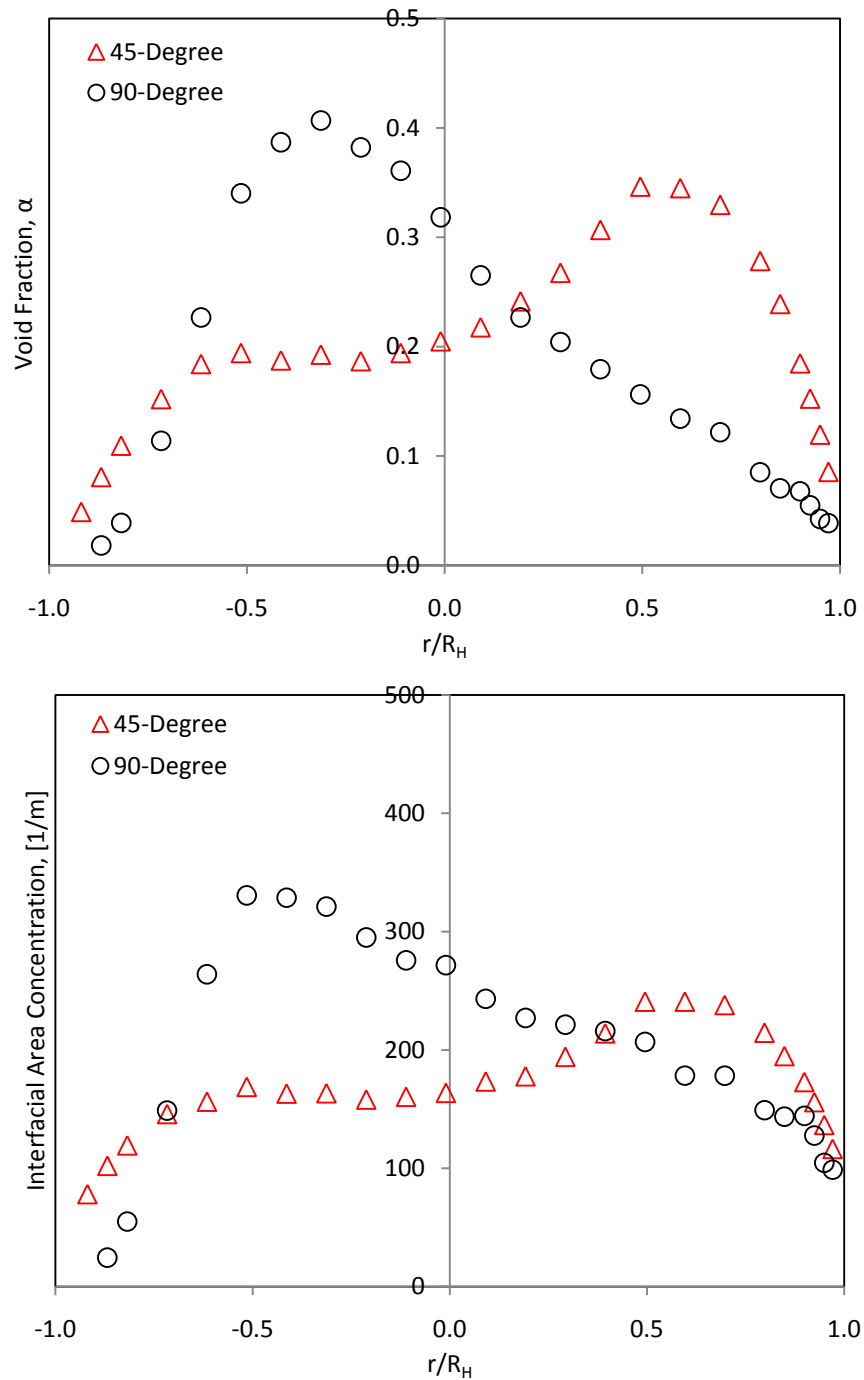 45-Degree
90-Degree
Void Fraction, α
0.5
0.4
0.3
0.2
0.1
0.0
-1.0 -0.5 0.0 0.5 1.0
r/R_H
45-Degree
90-Degree
Interfacial Area Concentration, [1/m]
500
400
300
200
100
0
-1.0 -0.5 0.0 0.5 1.0
r/R_H